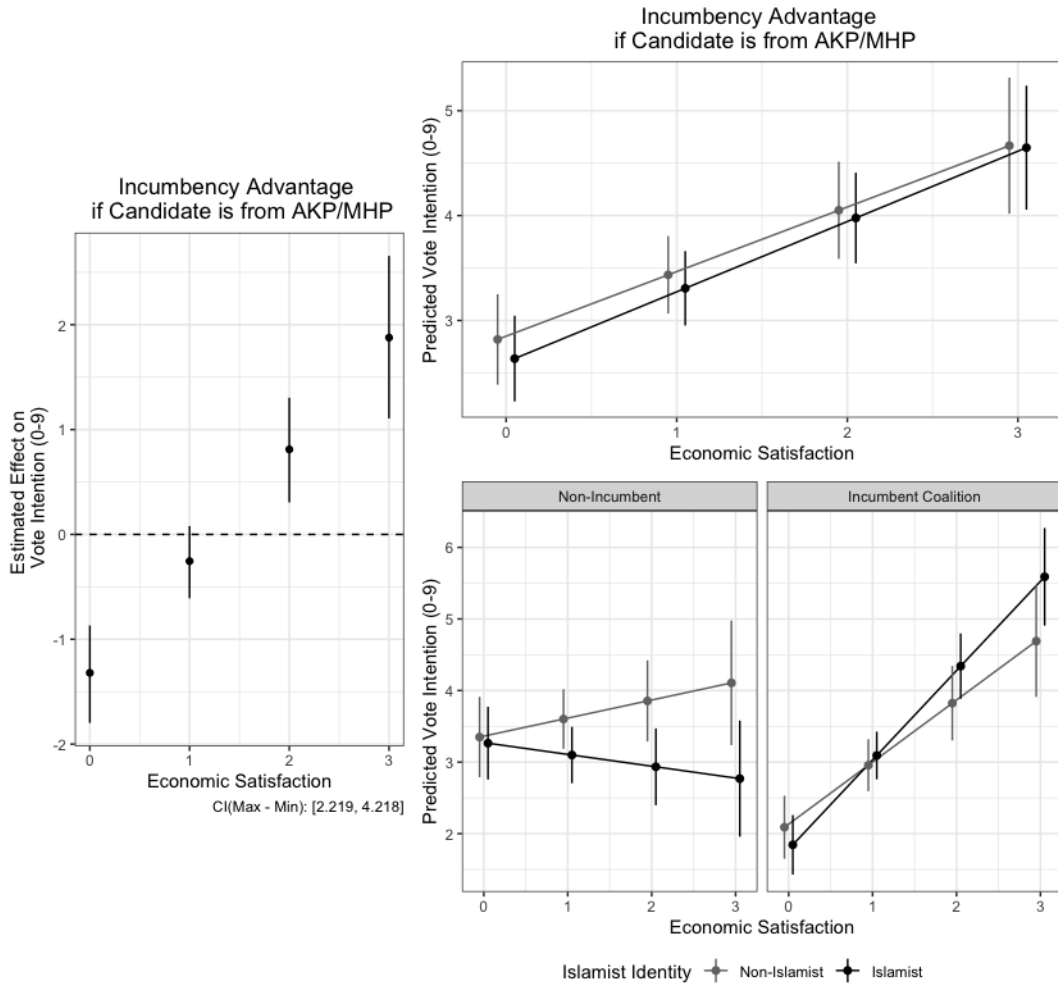 Incumbency Advantage
if Candidate is from AKP/MHP
Estimated Effect on
Vote Intention (0-9)
2
1
0
-1
-2
0 1 2 3
Economic Satisfaction
CI(Max - Min): [2.219, 4.218]
Incumbency Advantage
if Candidate is from AKP/MHP
Predicted Vote Intention (0-9)
5
4
3
0 1 2 3
Economic Satisfaction
Non-Incumbent Incumbent Coalition
Predicted Vote Intention (0-9)
6
5
4
3
2
0 1 2 3 0 1 2 3
Economic Satisfaction
Islamist Identity Non-Islamist Islamist